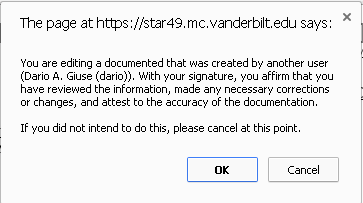 The page at https://star49.mc.vanderbilt.edu says:
You are editing a documented that was created by another user
(Dario A. Giuse (dario)). With your signature, you affirm that you
have reviewed the information, made any necessary corrections
or changes, and attest to the accuracy of the documentation.
If you did not intend to do this, please cancel at this point.
OK Cancel